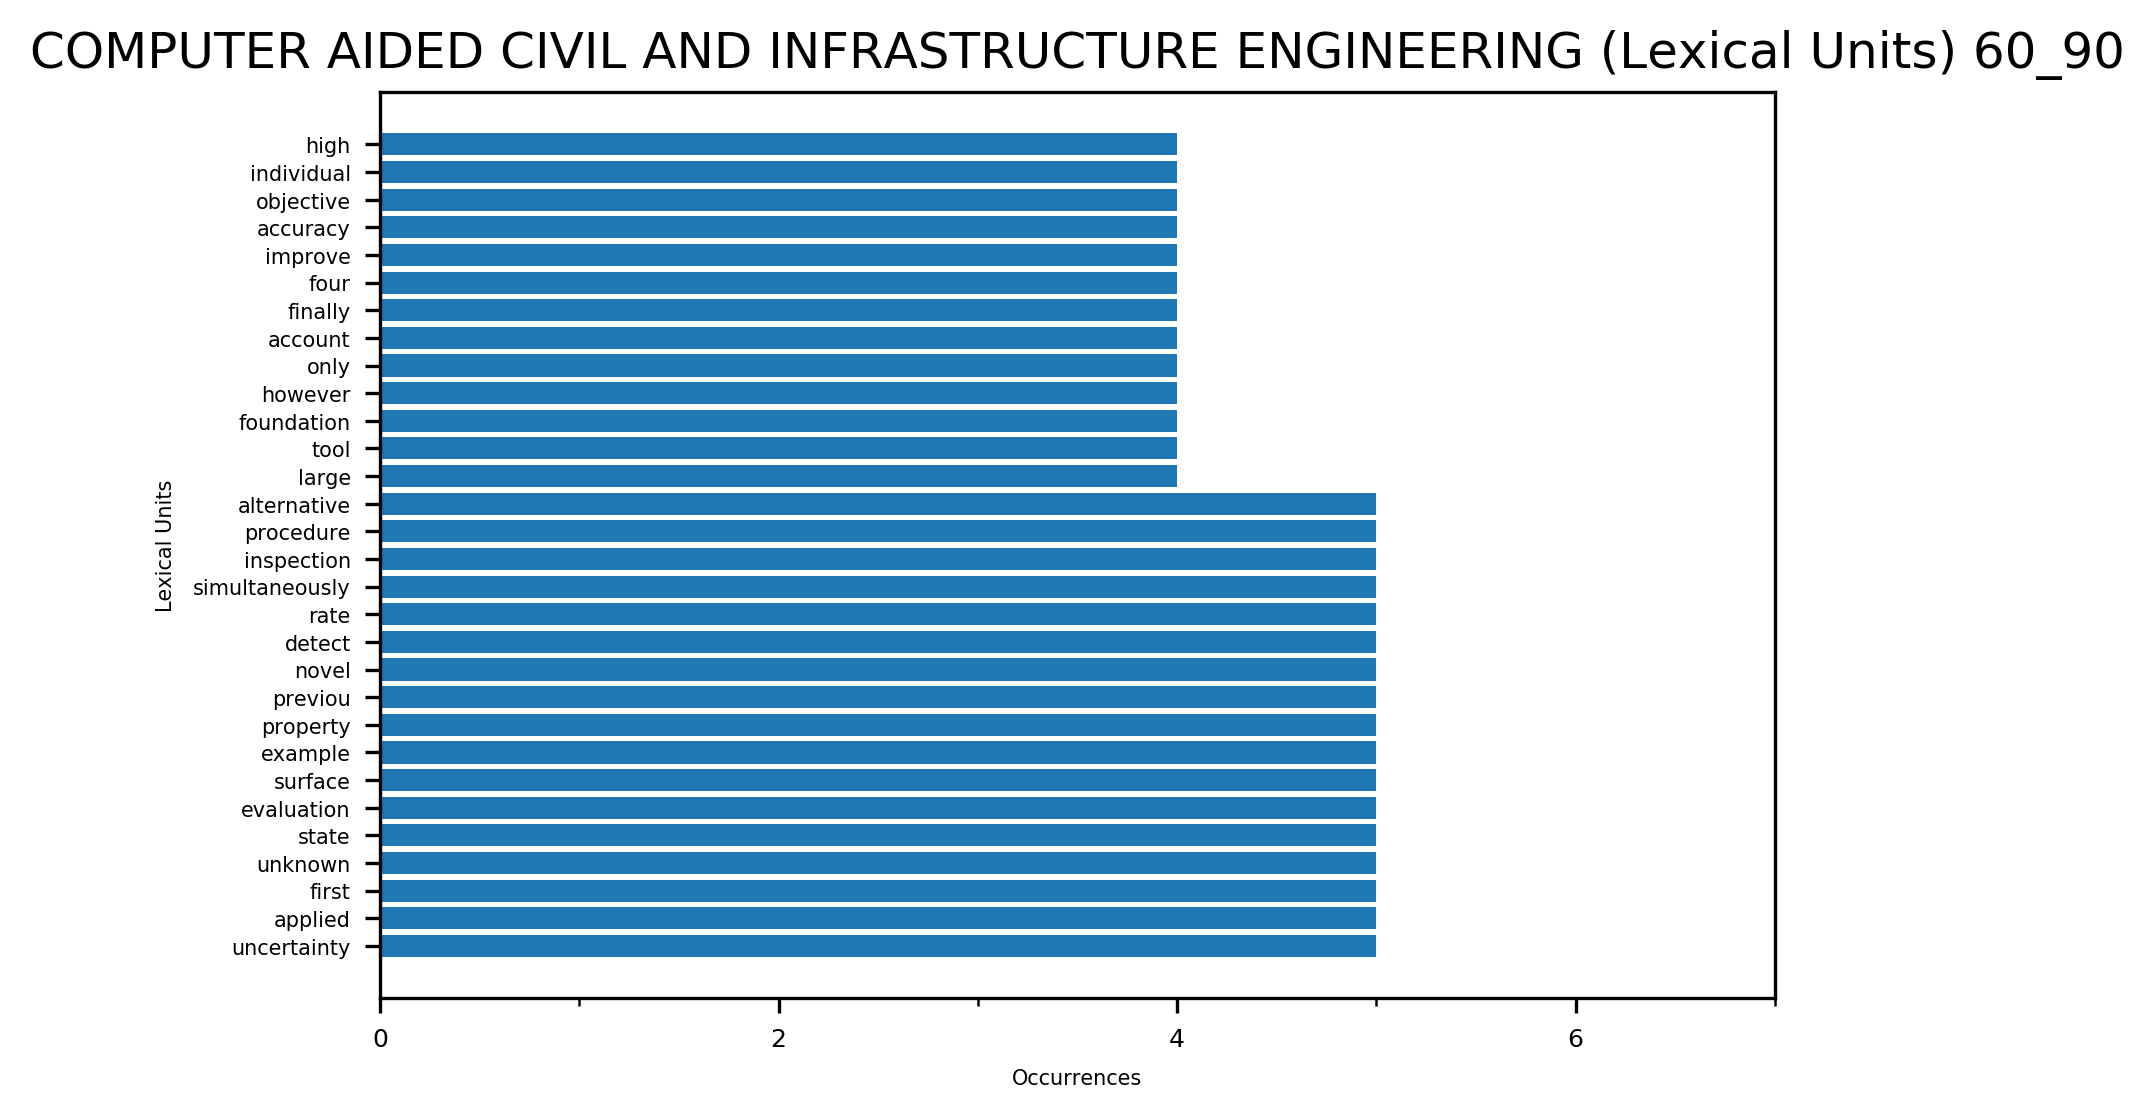 COMPUTER AIDED CIVIL AND INFRASTRUCTURE ENGINEERING (Lexical Units) 60_90
high
individual
objective
accuracy
improve
four
finally
account
only
however
foundation
tool
large
alternative
procedure
inspection
simultaneously
rate
detect
novel
previou
property
example
surface
evaluation
state
unknown
first
applied
uncertainty
Lexical Units
0 2 4 6
Occurrences